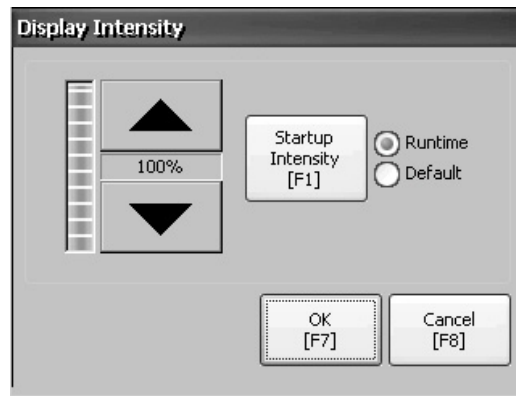 Display Intensity
100%
Startup
Intensity
[F1]
Runtime
Default
OK
[F7]
Cancel
[F8]